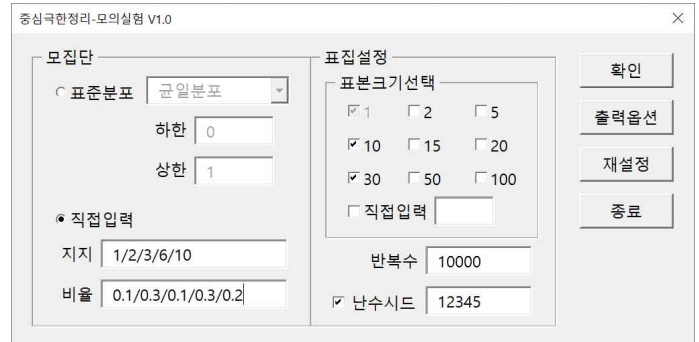 중심극한정리-모의실험 V1.0
모집단
표준분포 균일분포
하한 0
상한 1
직접입력
지지 1/2/3/6/10
비율 0.1/0.3/0.1/0.3/0.2
표집설정
표본크기선택
1 2 5
10 15 20
30 50 100
직접입력
반복수 10000
난수시드 12345
확인
출력옵션
재설정
종료